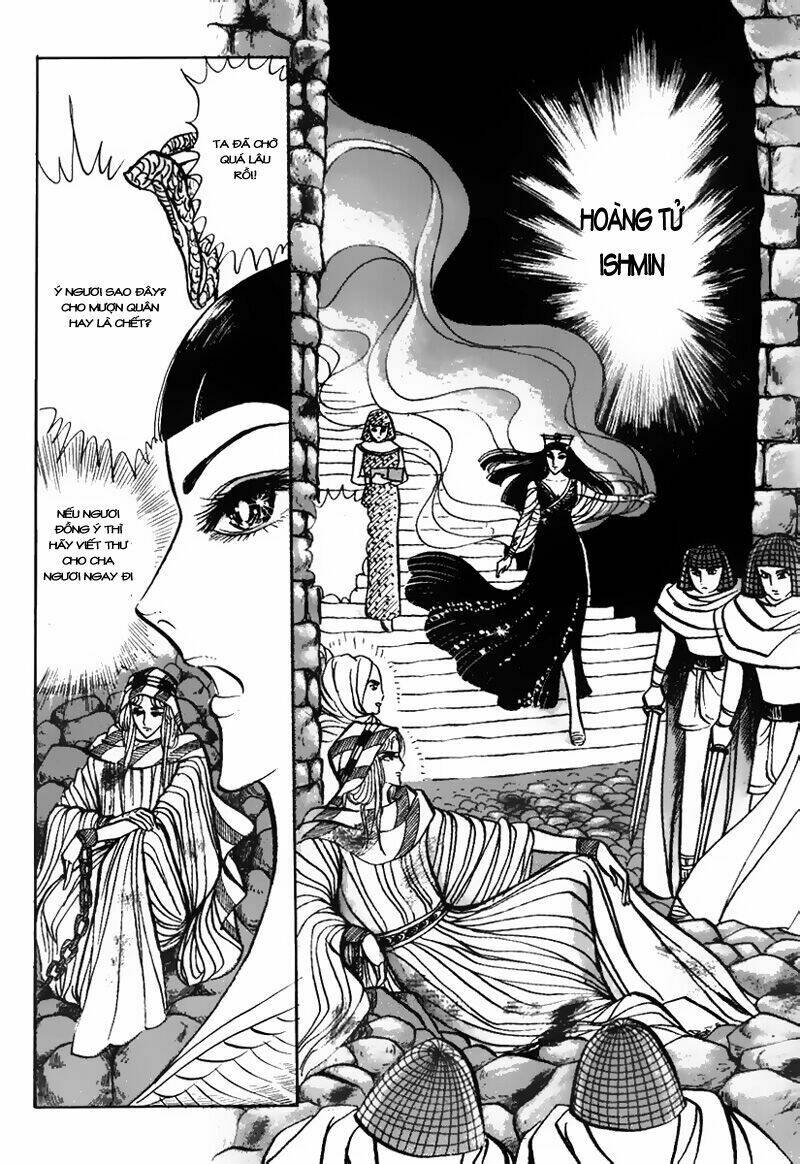 HOÀNG TỬ
ISHMIN
TA ĐÃ CHỜ
QUÁ LÂU
RỒI!
Ý NGƯƠI SAO ĐÂY?
CHO MƯỢN QUÂN
HAY LÀ CHẾT?
NẾU NGƯƠI
ĐỒNG Ý THÌ
HÃY VIẾT THƯ
CHO CHA
NGƯƠI NGAY ĐI